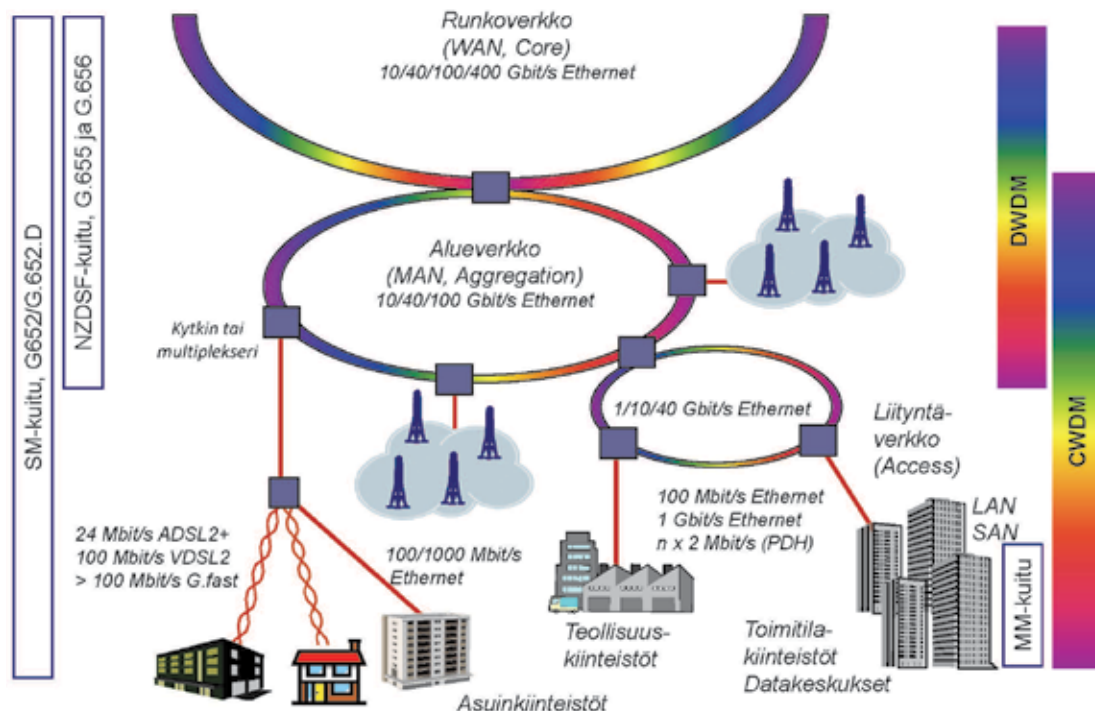 Runkoverkko
(WAN, Core)
10/40/100/400 Gbit/s Ethernet
SM-kuitu, G652/G.652.D
NZDSF-kuitu, G.655 ja G.656
DWDM
CWDM
Alueverkko
(MAN, Aggregation)
10/40/100 Gbit/s Ethernet
Kytkin tai
multiplekseri
1/10/40 Gbit/s Ethernet
Liityntä-
verkko
(Access)
24 Mbit/s ADSL2+
100 Mbit/s VDSL2
> 100 Mbit/s G.fast
100/1000 Mbit/s
Ethernet
100 Mbit/s Ethernet
1 Gbit/s Ethernet
n x 2 Mbit/s (PDH)
LAN
SAN
MM-kuitu
Teollisuus-
kiinteistöt
Toimitila-
kiinteistöt
Datakeskukset
Asuinkiinteistöt